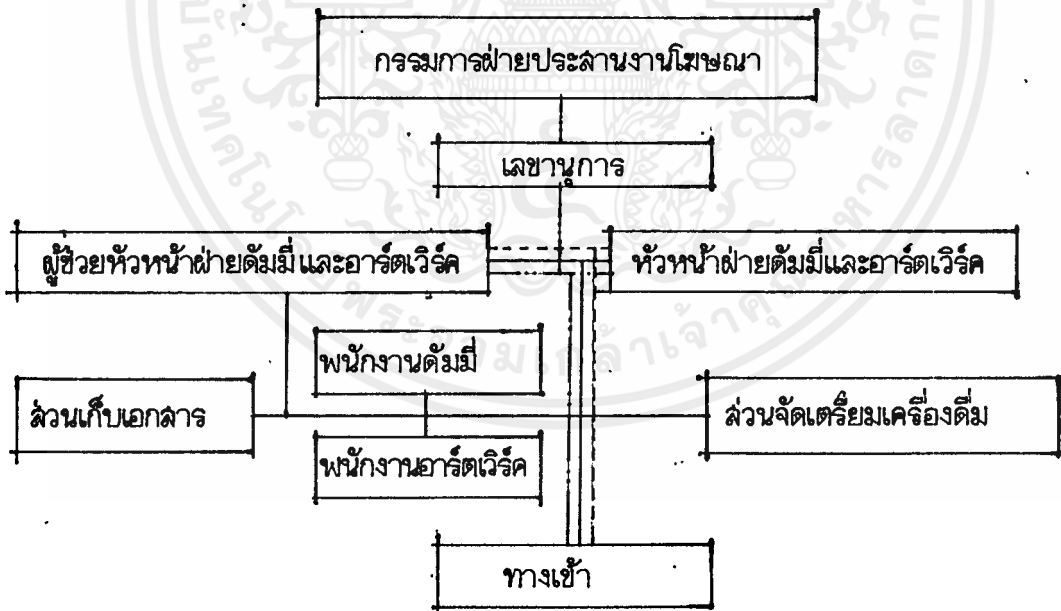 กรรมการฝ่ายประสานงานโฆษณา
เลขานุการ
ผู้ช่วยหัวหน้าฝ่ายดัมมี่และอาร์ตเวิร์ค
หัวหน้าฝ่ายดัมมี่และอาร์ตเวิร์ค
พนักงานดัมมี่
ส่วนเก็บเอกสาร
ส่วนจัดเตรียมเครื่องดื่ม
พนักงานอาร์ตเวิร์ค
ทางเข้า